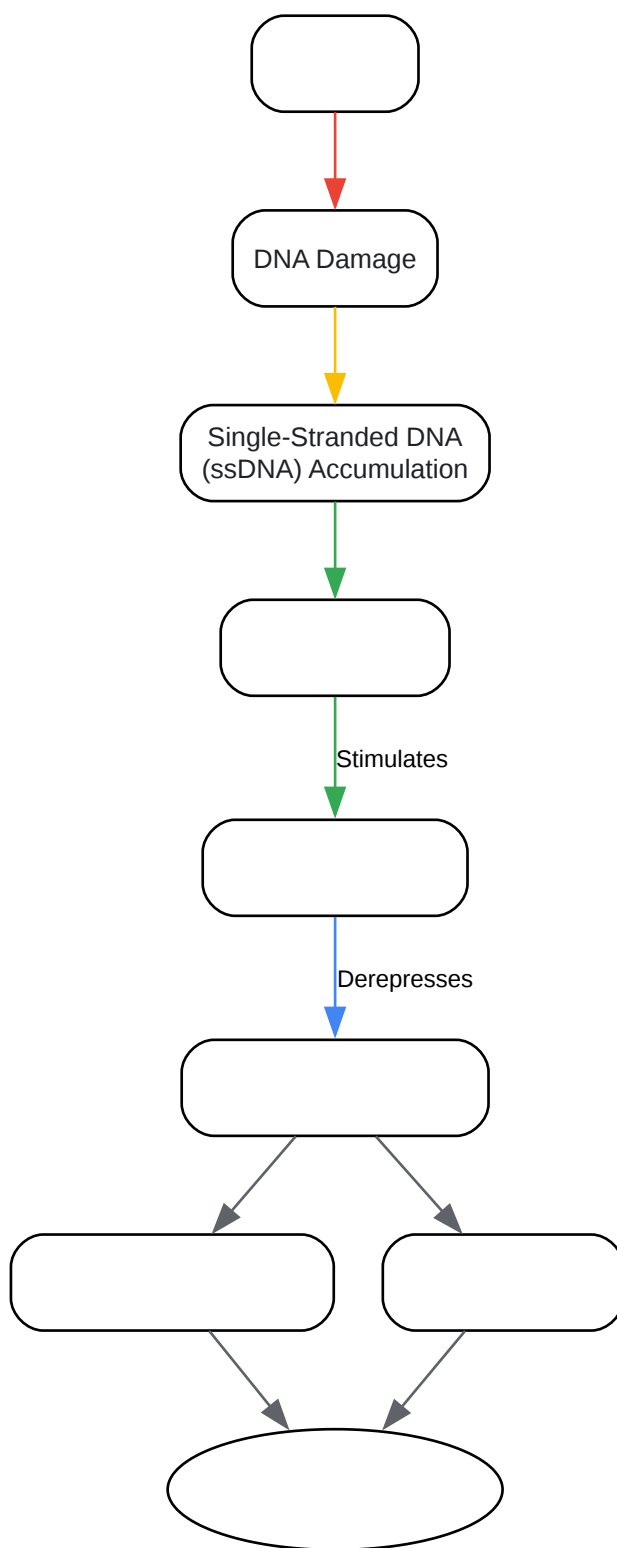 DNA Damage
Single-Stranded DNA
(ssDNA) Accumulation
Stimulates
Derepresses